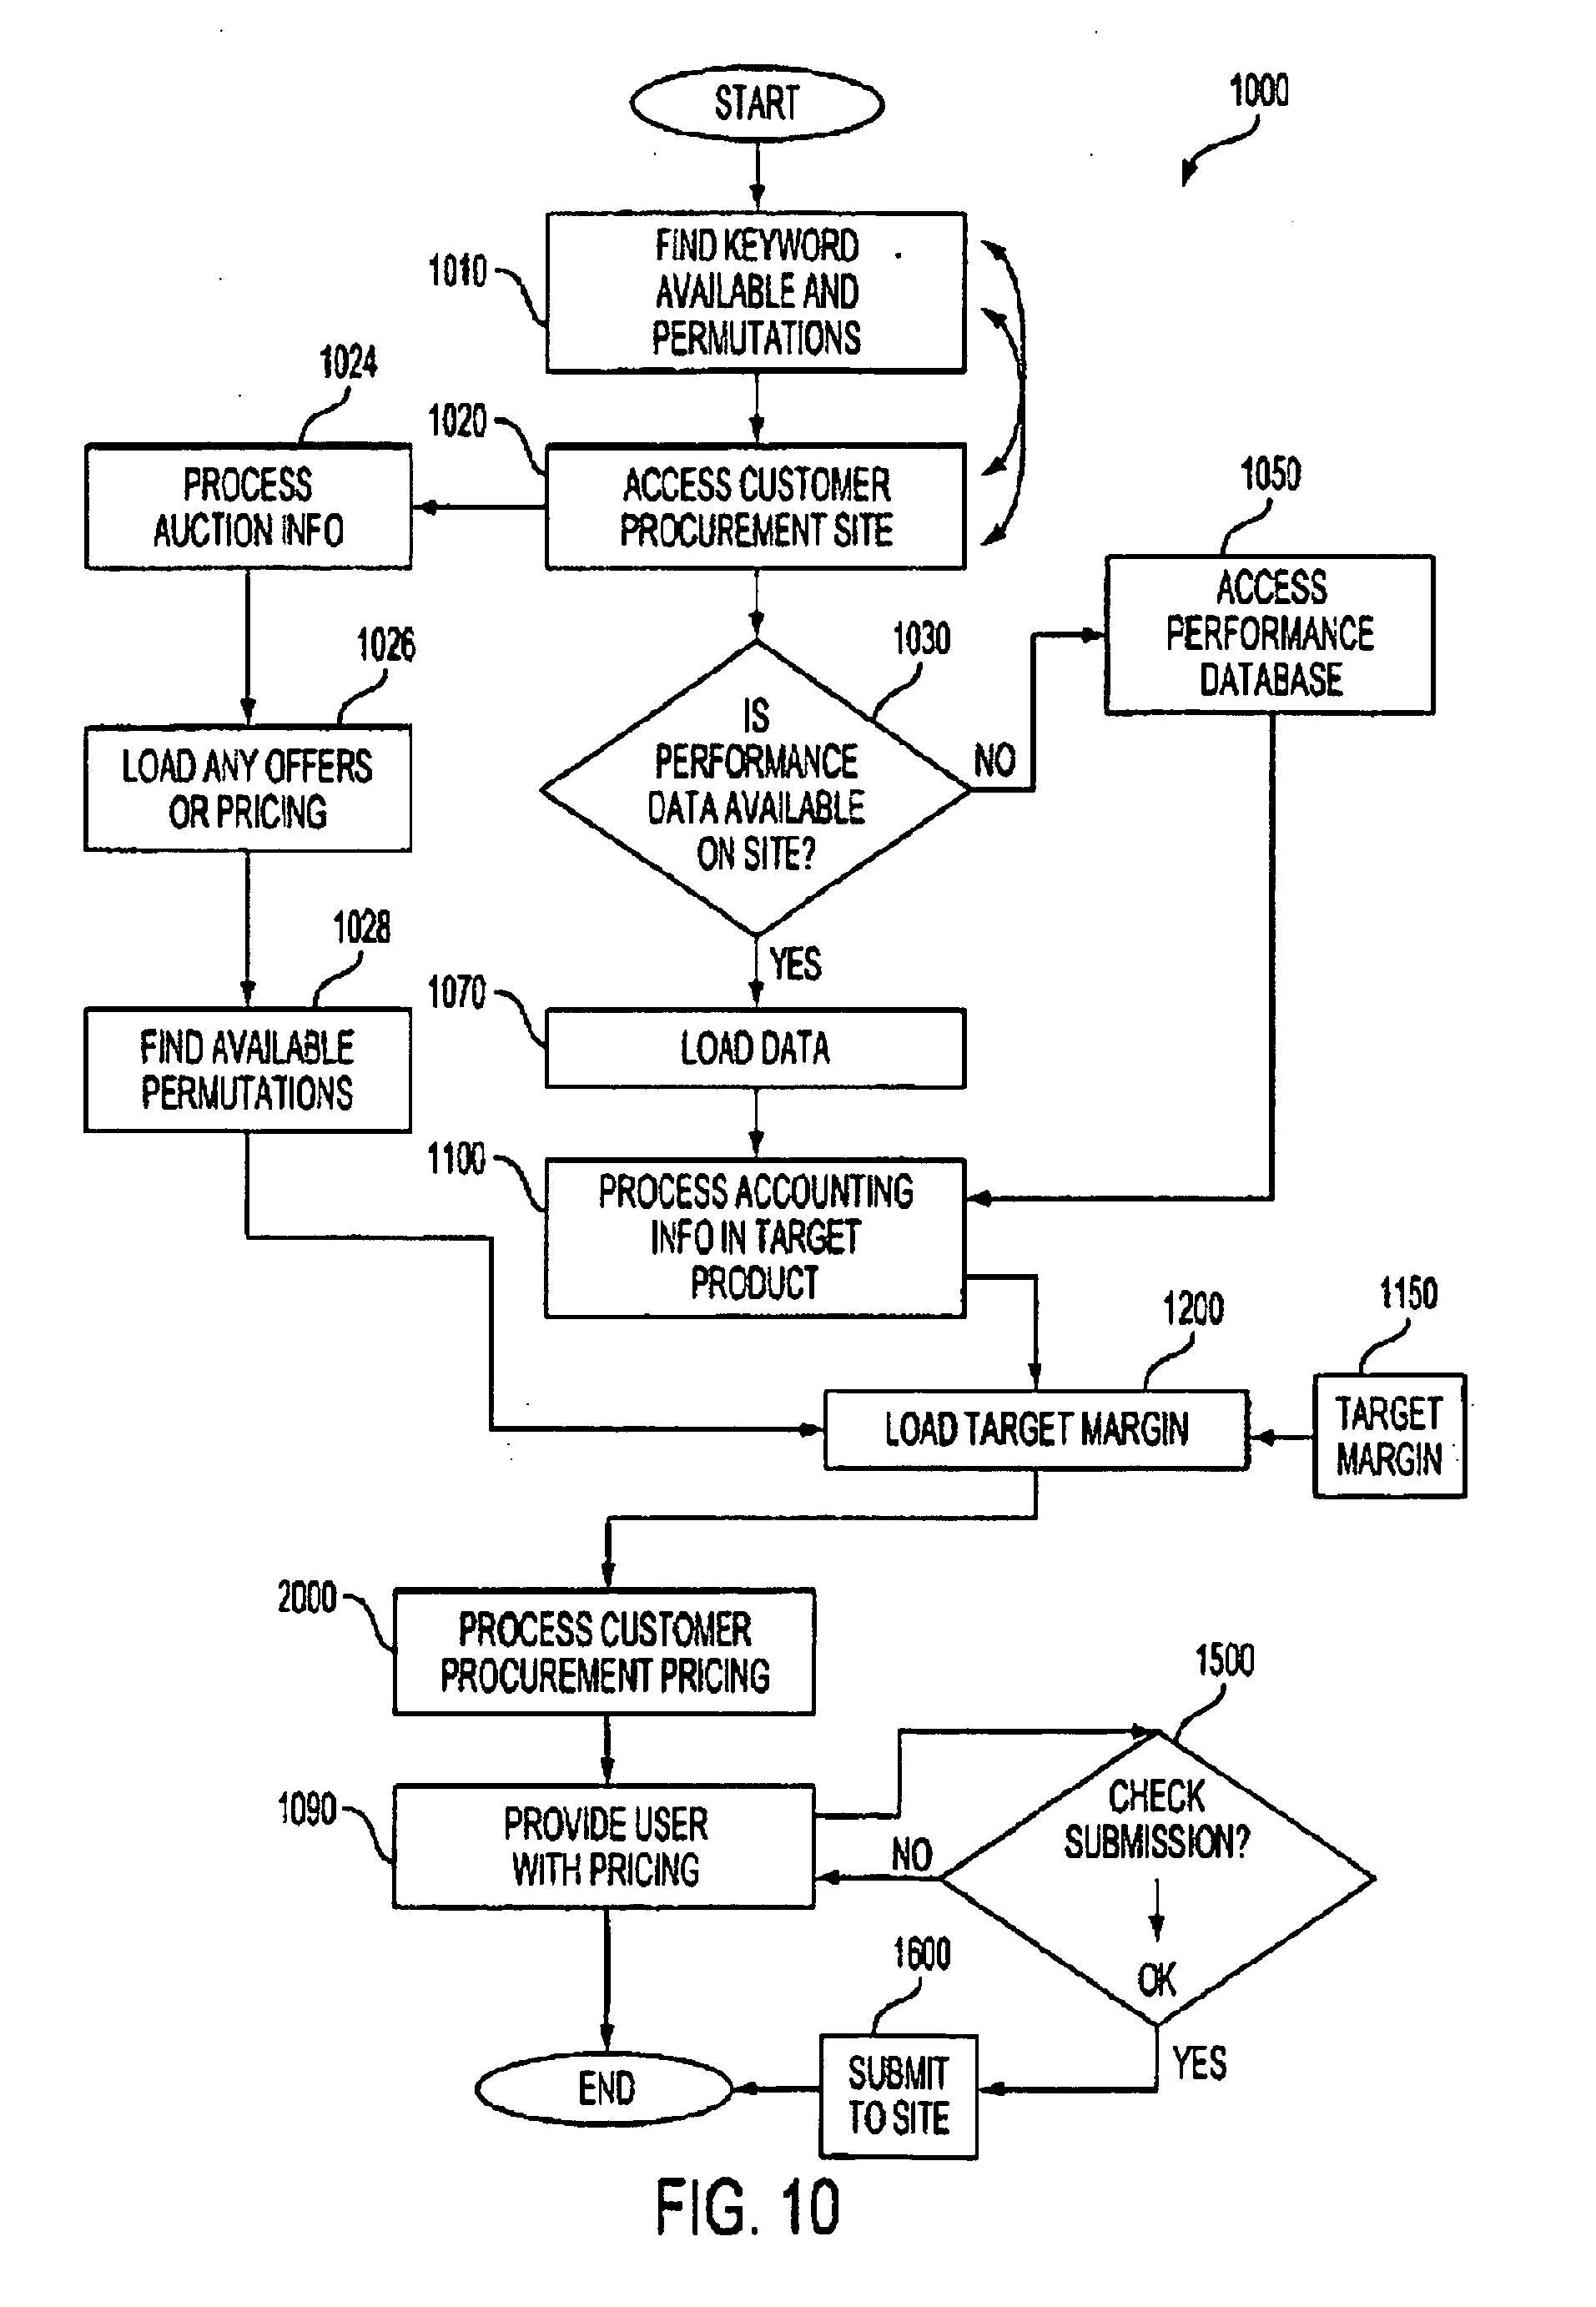 START
1000
FIND KEYWORD
AVAILABLE AND
PERMUTATIONS
1010
1024
1020
PROCESS
AUCTION INFO
ACCESS CUSTOMER
PROCUREMENT SITE
1050
ACCESS
PERFORMANCE
DATABASE
1026
1030
LOAD ANY OFFERS
OR PRICING
IS
PERFORMANCE
DATA AVAILABLE
ON SITE?
NO
YES
1028
1070
FIND AVAILABLE
PERMUTATIONS
LOAD DATA
1100
PROCESS ACCOUNTING
INFO IN TARGET
PRODUCT
1200
1150
LOAD TARGET MARGIN
TARGET
MARGIN
2000
PROCESS CUSTOMER
PROCUREMENT PRICING
1500
1090
PROVIDE USER
WITH PRICING
NO
CHECK
SUBMISSION?
OK
YES
1600
END
SUBMIT
TO SITE
FIG. 10